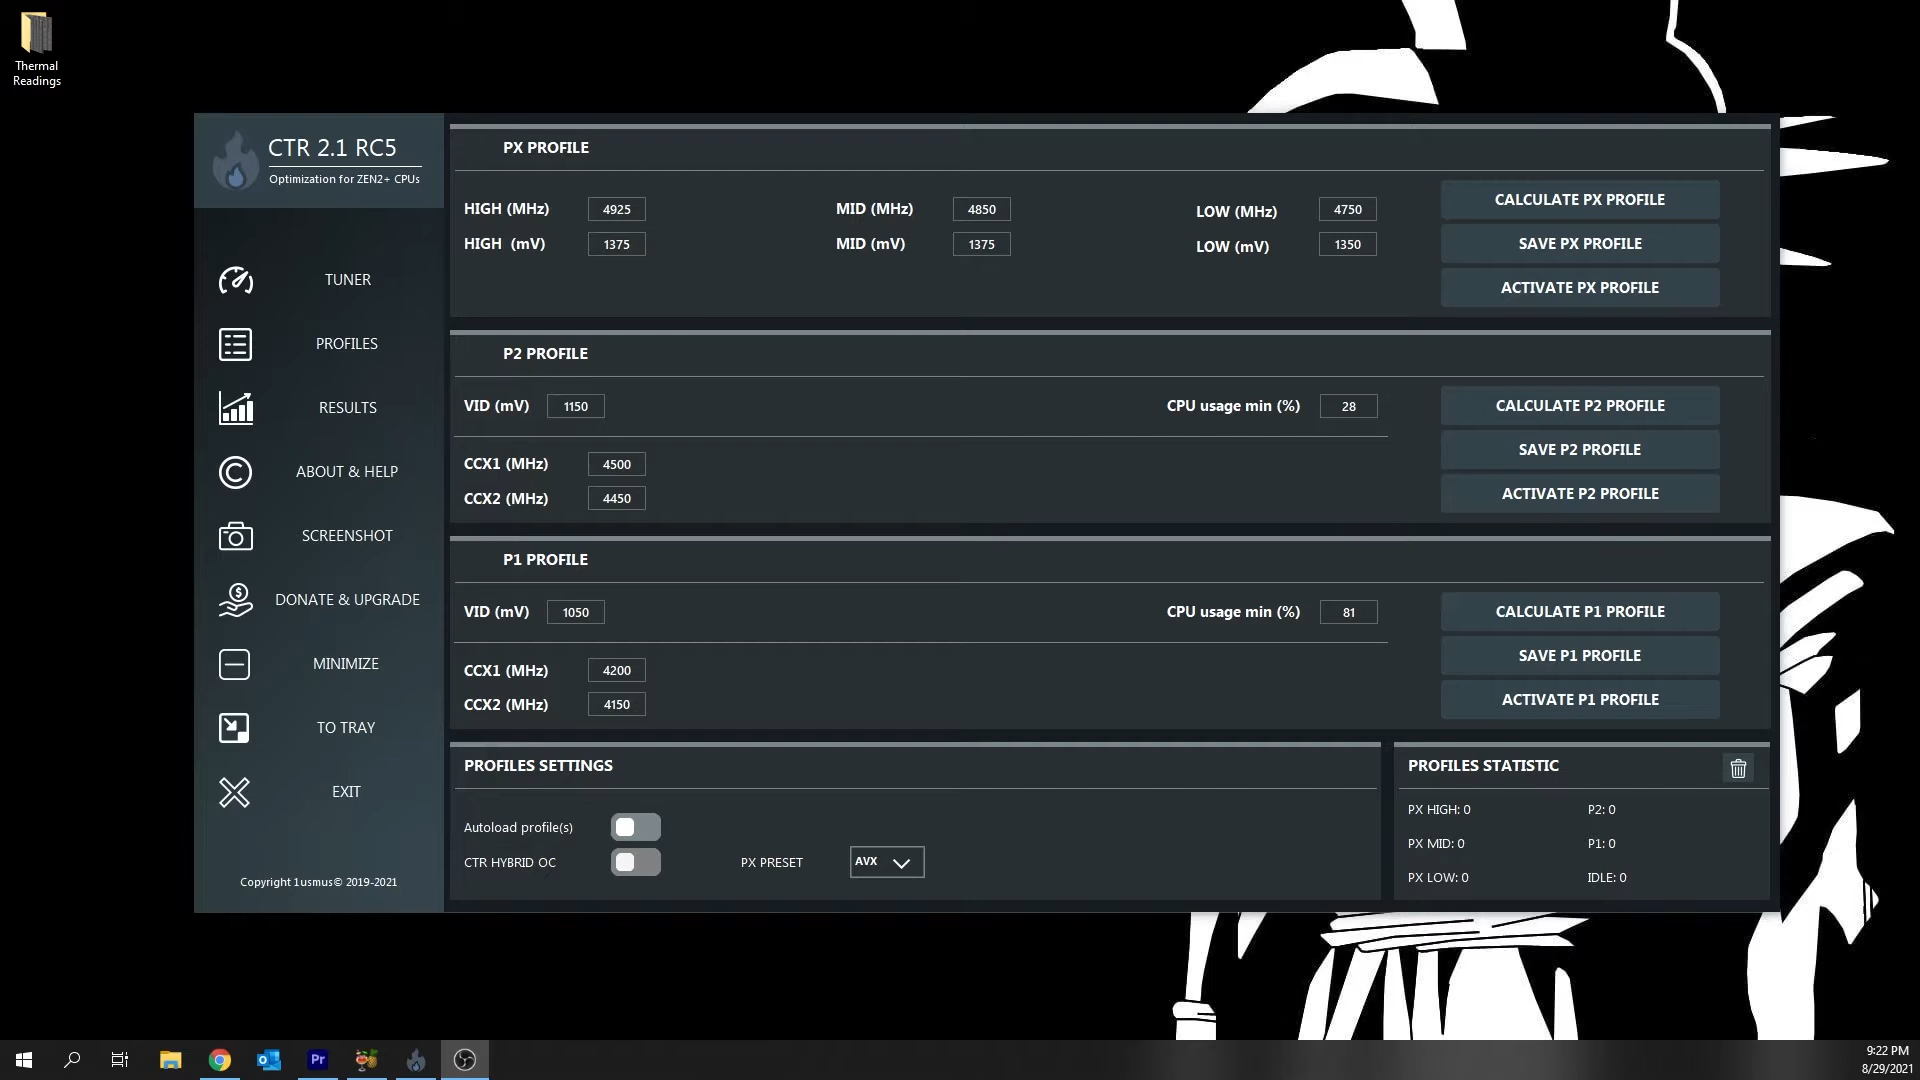 Thermal
Readings
CTR 2.1 RC5
Optimization for ZEN2+ CPUs
TUNER
PROFILES
RESULTS
ABOUT & HELP
SCREENSHOT
DONATE & UPGRADE
MINIMIZE
TO TRAY
EXIT
Copyright 1usmus© 2019-2021
PX PROFILE
HIGH (MHz) 4925 MID (MHz) 4850 LOW (MHz) 4750
HIGH (mV) 1375 MID (mV) 1375 LOW (mV) 1350
CALCULATE PX PROFILE
SAVE PX PROFILE
ACTIVATE PX PROFILE
P2 PROFILE
VID (mV) 1150 CPU usage min (%) 28
CCX1 (MHz) 4500
CCX2 (MHz) 4450
CALCULATE P2 PROFILE
SAVE P2 PROFILE
ACTIVATE P2 PROFILE
P1 PROFILE
VID (mV) 1050 CPU usage min (%) 81
CCX1 (MHz) 4200
CCX2 (MHz) 4150
CALCULATE P1 PROFILE
SAVE P1 PROFILE
ACTIVATE P1 PROFILE
PROFILES SETTINGS
Autoload profile(s)
CTR HYBRID OC PX PRESET AVX
PROFILES STATISTIC
PX HIGH: 0 P2: 0
PX MID: 0 P1: 0
PX LOW: 0 IDLE: 0
Pr
9:22 PM
8/29/2021